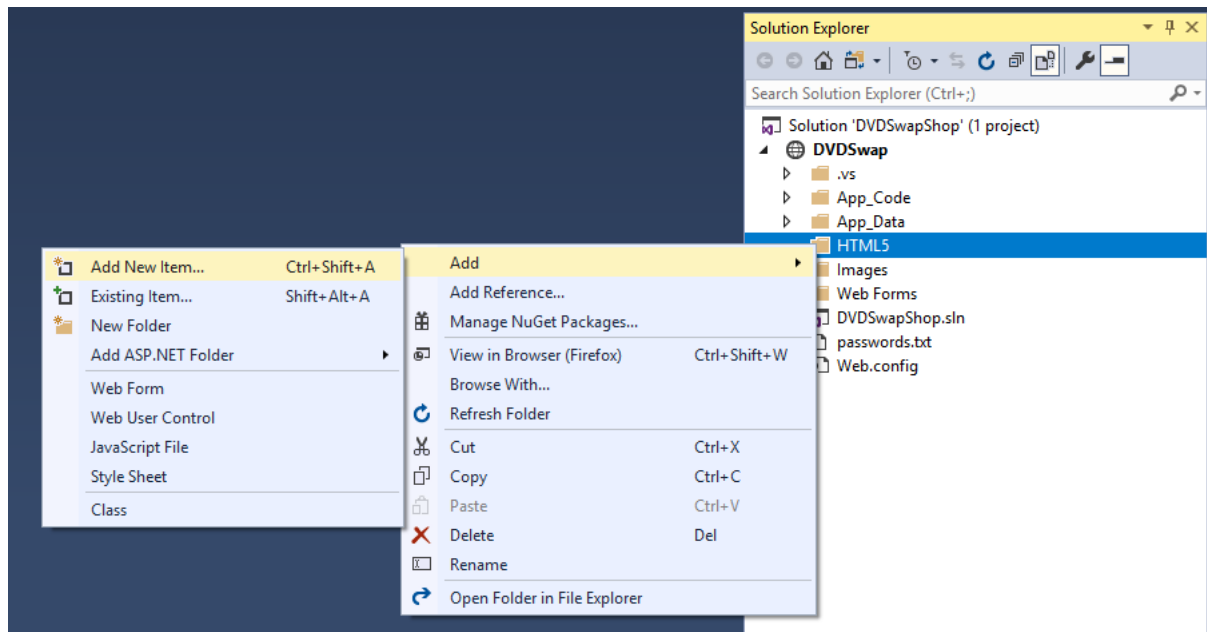 Solution Explorer
Search Solution Explorer (Ctrl+;)
Solution 'DVDSwapShop' (1 project)
DVDSwap
.vs
App_Code
App_Data
HTML5
Images
Web Forms
DVDSwapShop.sln
passwords.txt
Web.config
Add
Add Reference...
Manage NuGet Packages...
View in Browser (Firefox) Ctrl+Shift+W
Browse With...
Refresh Folder
Cut Ctrl+X
Copy Ctrl+C
Paste Ctrl+V
Delete Del
Rename
Open Folder in File Explorer
Add New Item... Ctrl+Shift+A
Existing Item... Shift+Alt+A
New Folder
Add ASP.NET Folder
Web Form
Web User Control
JavaScript File
Style Sheet
Class